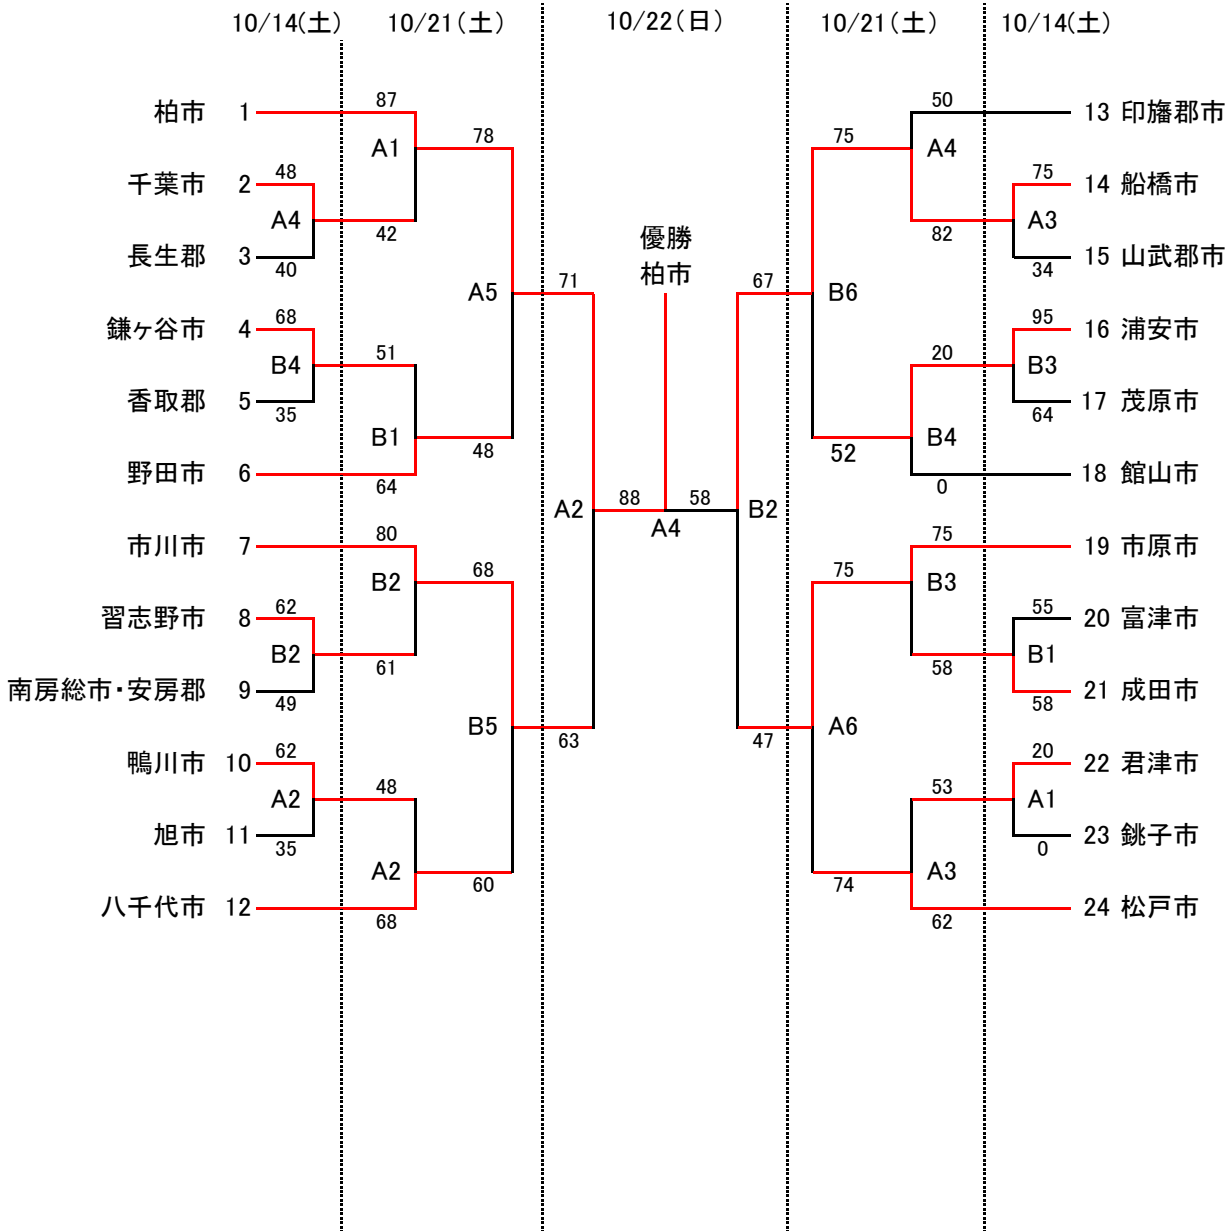 10/14(土) 10/21(土) 10/22(日) 10/21(土) 10/14(土)
柏市 1 87 50 13 印旛郡市
A1 78 75 A4
千葉市 2 48 75 14 船橋市
A4 42 82 A3
長生郡 3 40 34 15 山武郡市
優勝
柏市
A5 71 67 B6
鎌ヶ谷市 4 68 95 16 浦安市
B4 51 20 B3
香取郡 5 35 64 17 茂原市
B1 48 52 B4
野田市 6 64 0 18 館山市
A2 88 58 B2
A4
市川市 7 80 75 19 市原市
B2 68 75 B3
習志野市 8 62 55 20 富津市
B2 61 58 B1
南房総市・安房郡 9 49 58 21 成田市
B5 63 47 A6
鴨川市 10 62 20 22 君津市
A2 48 53 A1
旭市 11 35 0 23 銚子市
A2 60 74 A3
八千代市 12 68 62 24 松戸市